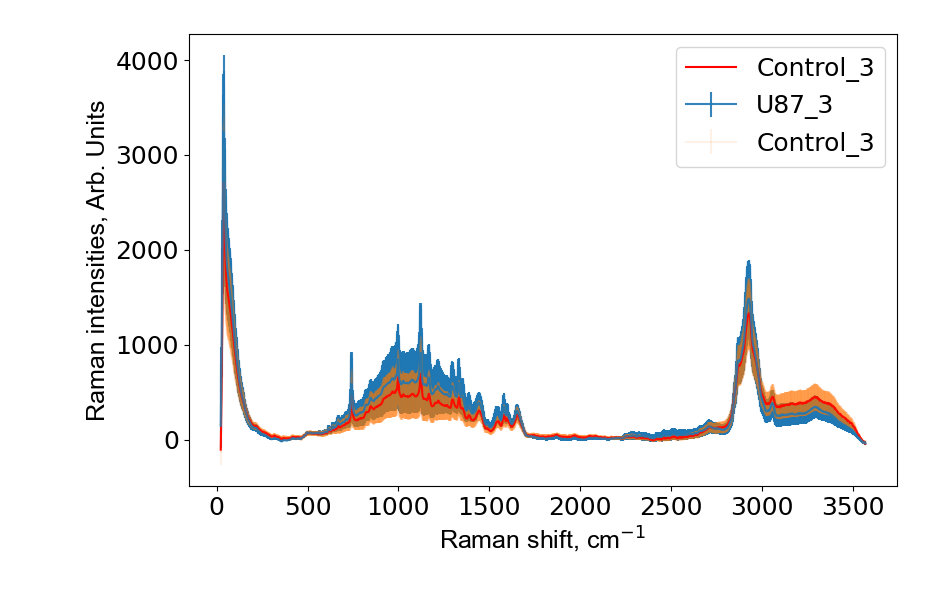 4000
3000
2000
1000
0
Raman intensities, Arb. Units
Control_3
U87_3
Control_3
0 500 1000 1500 2000 2500 3000 3500
Raman shift, cm⁻¹